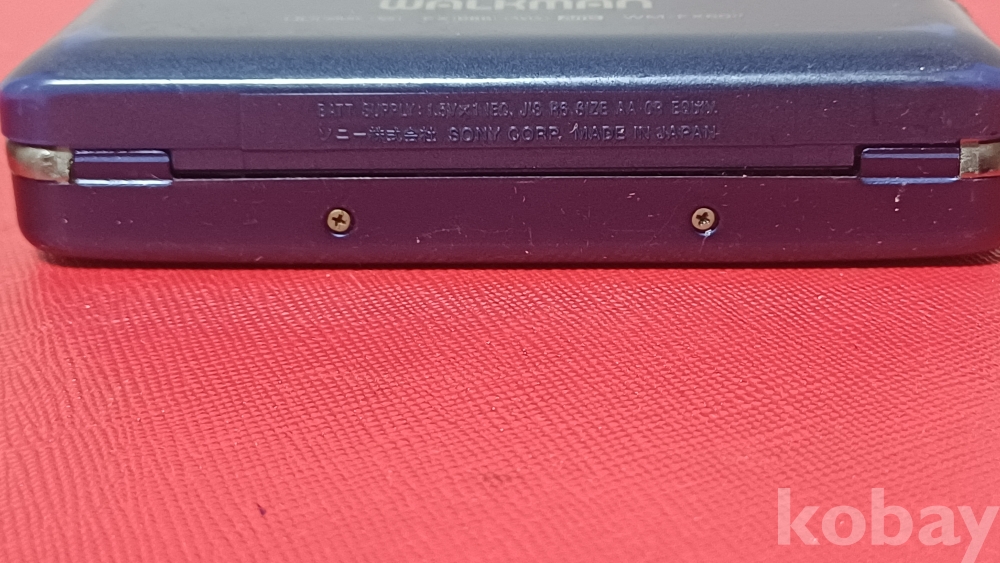 WALKMAN
BATT SUPPLY: 1.5V×1 IEC, JIS R6 SIZE AA OR EQUIV.
ソニー株式会社 SONY CORP. MADE IN JAPAN
kobay